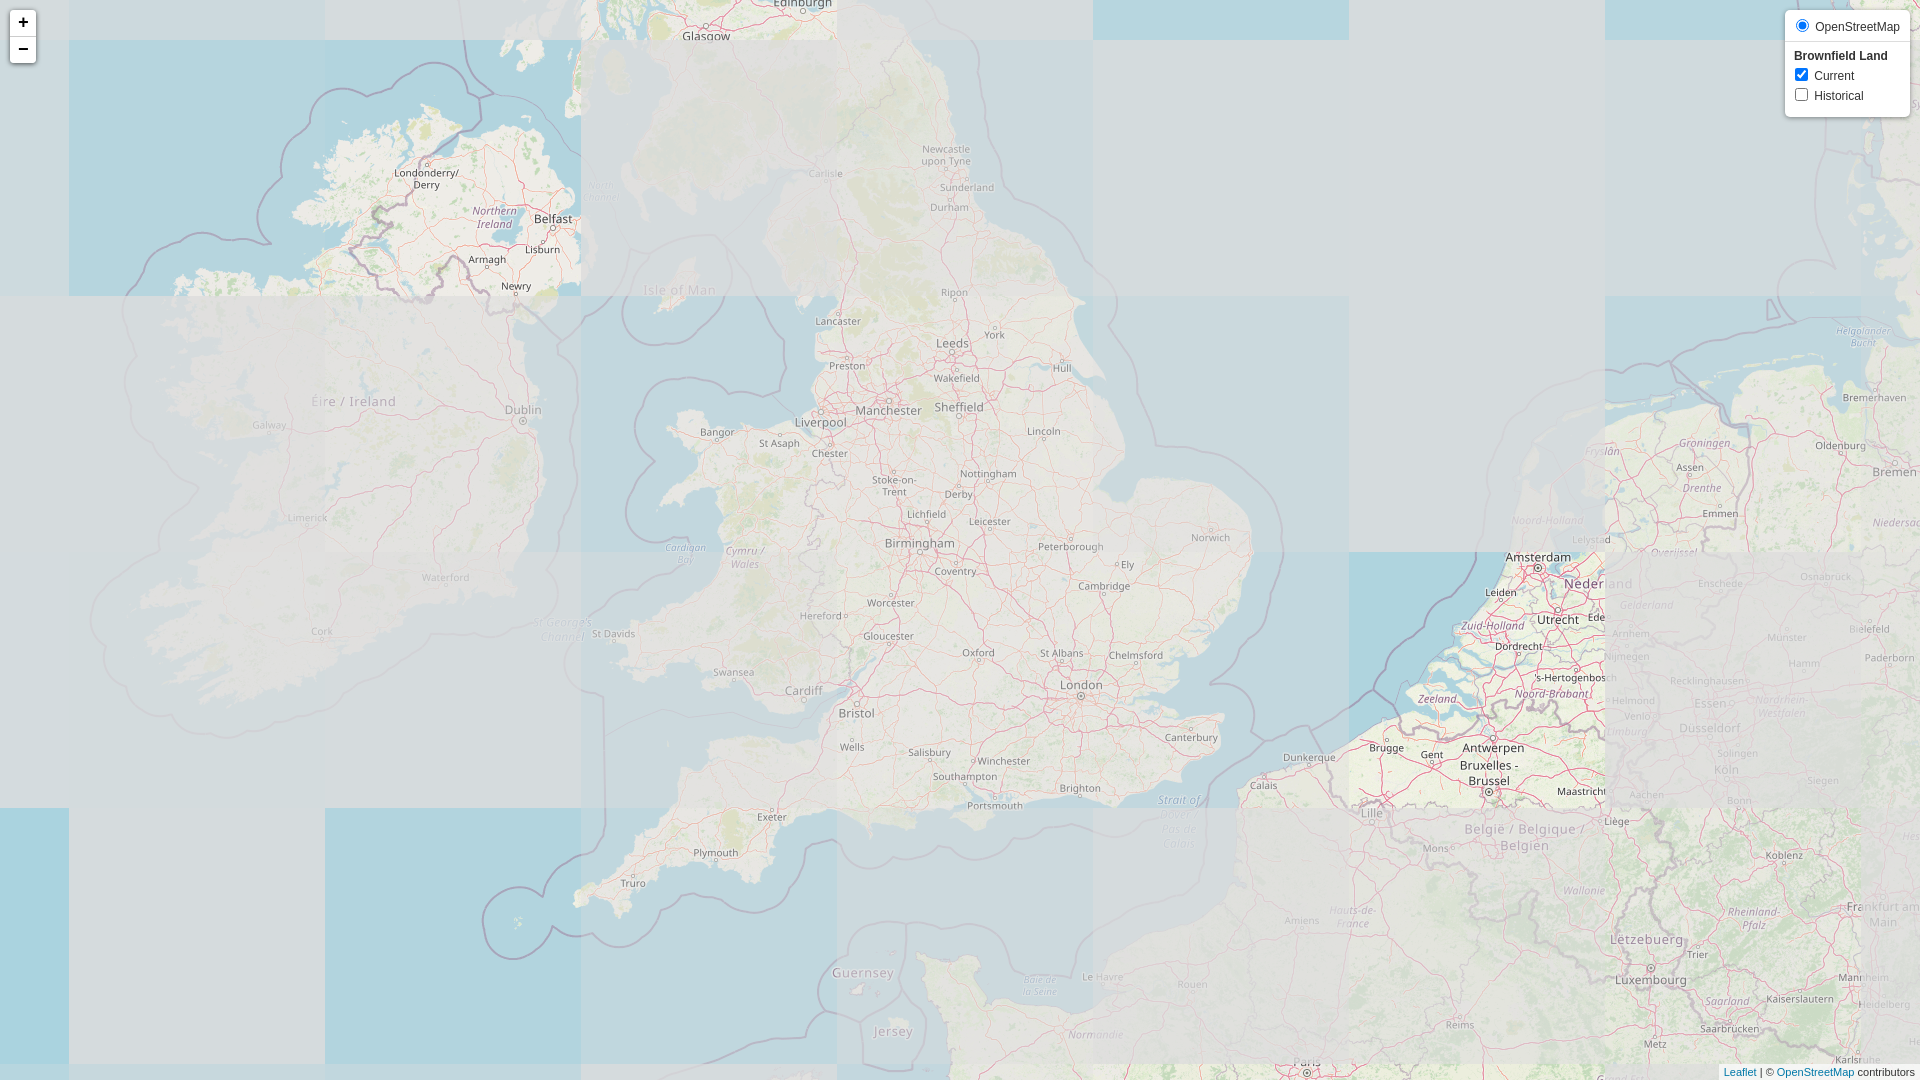 +
−
OpenStreetMap
Brownfield Land
Current
Historical
Edinburgh
Glasgow
Londonderry/
Derry
Northern
Ireland
Belfast
Lisburn
Armagh
Newry
Newcastle
upon Tyne
Carlisle
Sunderland
Durham
Isle of Man
Ripon
Lancaster
York
Leeds
Preston
Hull
Wakefield
Manchester
Sheffield
Liverpool
Éire / Ireland
Dublin
Galway
Bangor
St Asaph
Lincoln
Chester
Nottingham
Stoke-on-
Trent
Derby
Limerick
Lichfield
Leicester
Birmingham
Peterborough
Norwich
Cardigan
Bay
Cymru /
Wales
Coventry
Ely
Waterford
Cambridge
Worcester
Hereford
St George's
Channel
Cork
St Davids
Gloucester
Oxford
St Albans
Chelmsford
Swansea
Cardiff
London
Bristol
Canterbury
Wells
Salisbury
Winchester
Southampton
Brighton
Portsmouth
Exeter
Plymouth
Truro
Strait of
Dunkerque
Calais
Guernsey
Jersey
Baie de
la Seine
Le Havre
Rouen
Normandie
Amiens
Hauts-de-
France
Paris
Reims
Lille
Mons
België / Belgique /
Belgien
Liège
Wallonie
Brugge
Gent
Antwerpen
Bruxelles -
Brussel
Maastricht
Zeeland
Noord-Brabant
's-Hertogenbosch
Dordrecht
Zuid-Holland
Utrecht
Ede
Leiden
Amsterdam
Nederland
Noord-Holland
Lelystad
Fryslân
Groningen
Assen
Drenthe
Emmen
Overijssel
Enschede
Osnabrück
Helgoländer
Bucht
Bremerhaven
Oldenburg
Bremen
Niedersa
Gelderland
Arnhem
Nijmegen
Münster
Bielefeld
Hamm
Paderborn
Recklinghausen
Essen
Nordrhein-
Westfalen
Heimond
Venlo
Limburg
Düsseldorf
Solingen
Köln
Siegen
Aachen
Bonn
Koblenz
Frankfurt am
Main
Rheinland-
Pfalz
Lëtzebuerg
Trier
Luxembourg
Mannheim
Kaiserslautern
Heidelberg
Saarland
Saarbrücken
Metz
Karlsruhe
Leaflet | © OpenStreetMap contributors